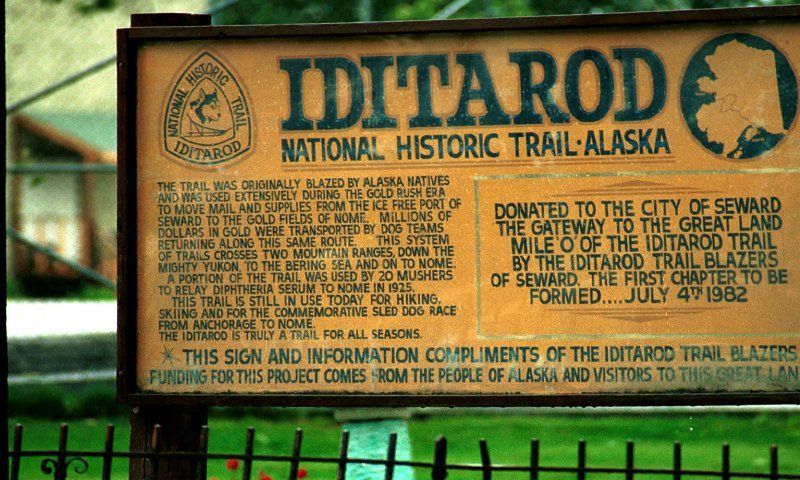 NATIONAL HISTORIC TRAIL
IDITAROD
IDITAROD
NATIONAL HISTORIC TRAIL·ALASKA
THE TRAIL WAS ORIGINALLY BLAZED BY ALASKA NATIVES
AND WAS USED EXTENSIVELY DURING THE GOLD RUSH ERA
TO MOVE MAIL AND SUPPLIES FROM THE ICE FREE PORT OF
SEWARD TO THE GOLD FIELDS OF NOME. MILLIONS OF
DOLLARS IN GOLD WERE TRANSPORTED BY DOG TEAMS
RETURNING ALONG THIS SAME ROUTE. THIS SYSTEM
OF TRAILS CROSSES TWO MOUNTAIN RANGES, DOWN THE
MIGHTY YUKON, TO THE BERING SEA AND ON TO NOME.
A PORTION OF THE TRAIL WAS USED BY 20 MUSHERS
TO RELAY DIPHTHERIA SERUM TO NOME IN 1925.
THIS TRAIL IS STILL IN USE TODAY FOR HIKING,
SKIING AND FOR THE COMMEMORATIVE SLED DOG RACE
FROM ANCHORAGE TO NOME.
THE IDITAROD IS TRULY A TRAIL FOR ALL SEASONS.
DONATED TO THE CITY OF SEWARD
THE GATEWAY TO THE GREAT LAND
MILE O' OF THE IDITAROD TRAIL
BY THE IDITAROD TRAIL BLAZERS
OF SEWARD. THE FIRST CHAPTER TO BE
FORMED....JULY 4TH 1982
* THIS SIGN AND INFORMATION COMPLIMENTS OF THE IDITAROD TRAIL BLAZERS
FUNDING FOR THIS PROJECT COMES FROM THE PEOPLE OF ALASKA AND VISITORS TO THIS GREAT LAN